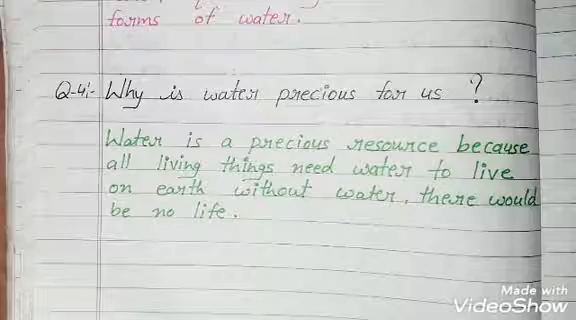 forms of water.
Q-4:- Why is water precious for us ?
Water is a precious resource because
all living things need water to live
on earth without water, there would
be no life.
Made with
VideoShow